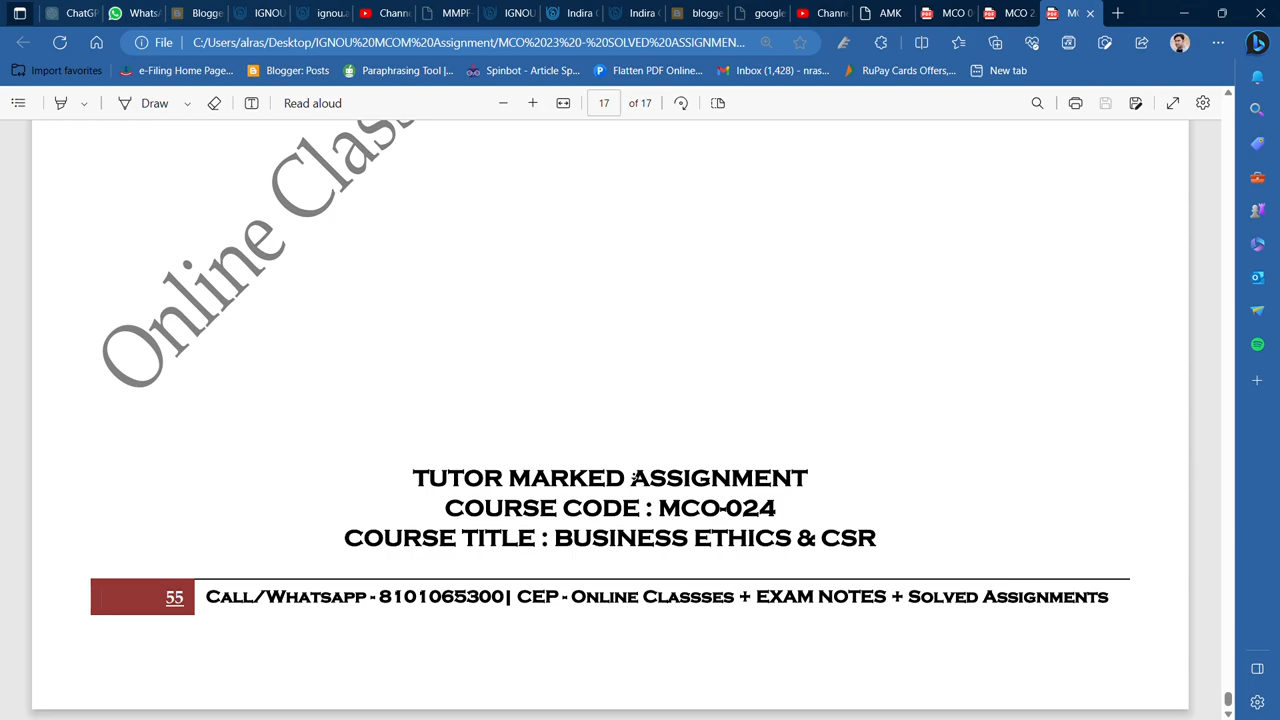 ChatGP
Whats/
Blogge
IGNOU
ignou.a
Chann
MMPF-
IGNOU
Indira (
Indira (
blogge
google
Chann
AMK
MCO 0
MCO 2
MC
File
C:/Users/alras/Desktop/IGNOU%20MCOM%20Assignment/MCO%2023%20-%20SOLVED%20ASSIGNMEN...
Import favorites
e-Filing Home Page...
Blogger: Posts
Paraphrasing Tool |...
Spinbot - Article Sp...
Flatten PDF Online...
Inbox (1,428) - nras...
RuPay Cards Offers,...
New tab
Draw
Read aloud
17 of 17
Online Class
TUTOR MARKED ASSIGNMENT
COURSE CODE : MCO-024
COURSE TITLE : BUSINESS ETHICS & CSR
55 Call/Whatsapp - 8101065300| CEP - Online Classses + EXAM NOTES + Solved Assignments